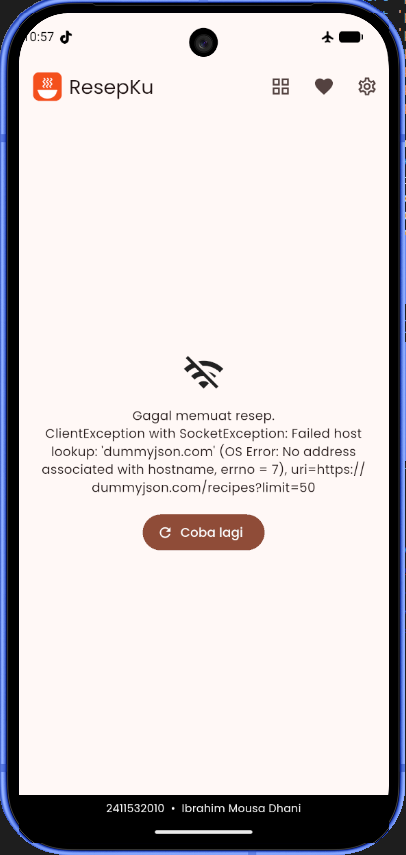 0:57
ResepKu
Gagal memuat resep.
ClientException with SocketException: Failed host
lookup: 'dummyjson.com' (OS Error: No address
associated with hostname, errno = 7), uri=https://
dummyjson.com/recipes?limit=50
Coba lagi
2411532010 • Ibrahim Mousa Dhani